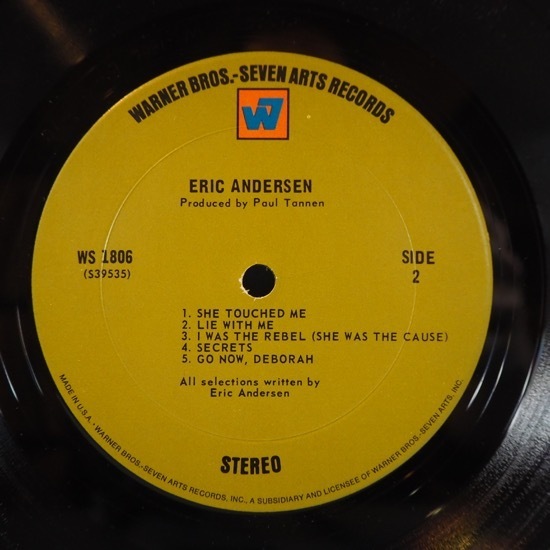 WARNER BROS.-SEVEN ARTS RECORDS
W7
ERIC ANDERSEN
Produced by Paul Tannen
WS 1806
(S39535)
SIDE
2
1. SHE TOUCHED ME
2. LIE WITH ME
3. I WAS THE REBEL (SHE WAS THE CAUSE)
4. SECRETS
5. GO NOW, DEBORAH
All selections written by
Eric Andersen
STEREO
MADE IN U.S.A. • WARNER BROS.-SEVEN ARTS RECORDS, INC., A SUBSIDIARY AND LICENSEE OF WARNER BROS.-SEVEN ARTS, INC.